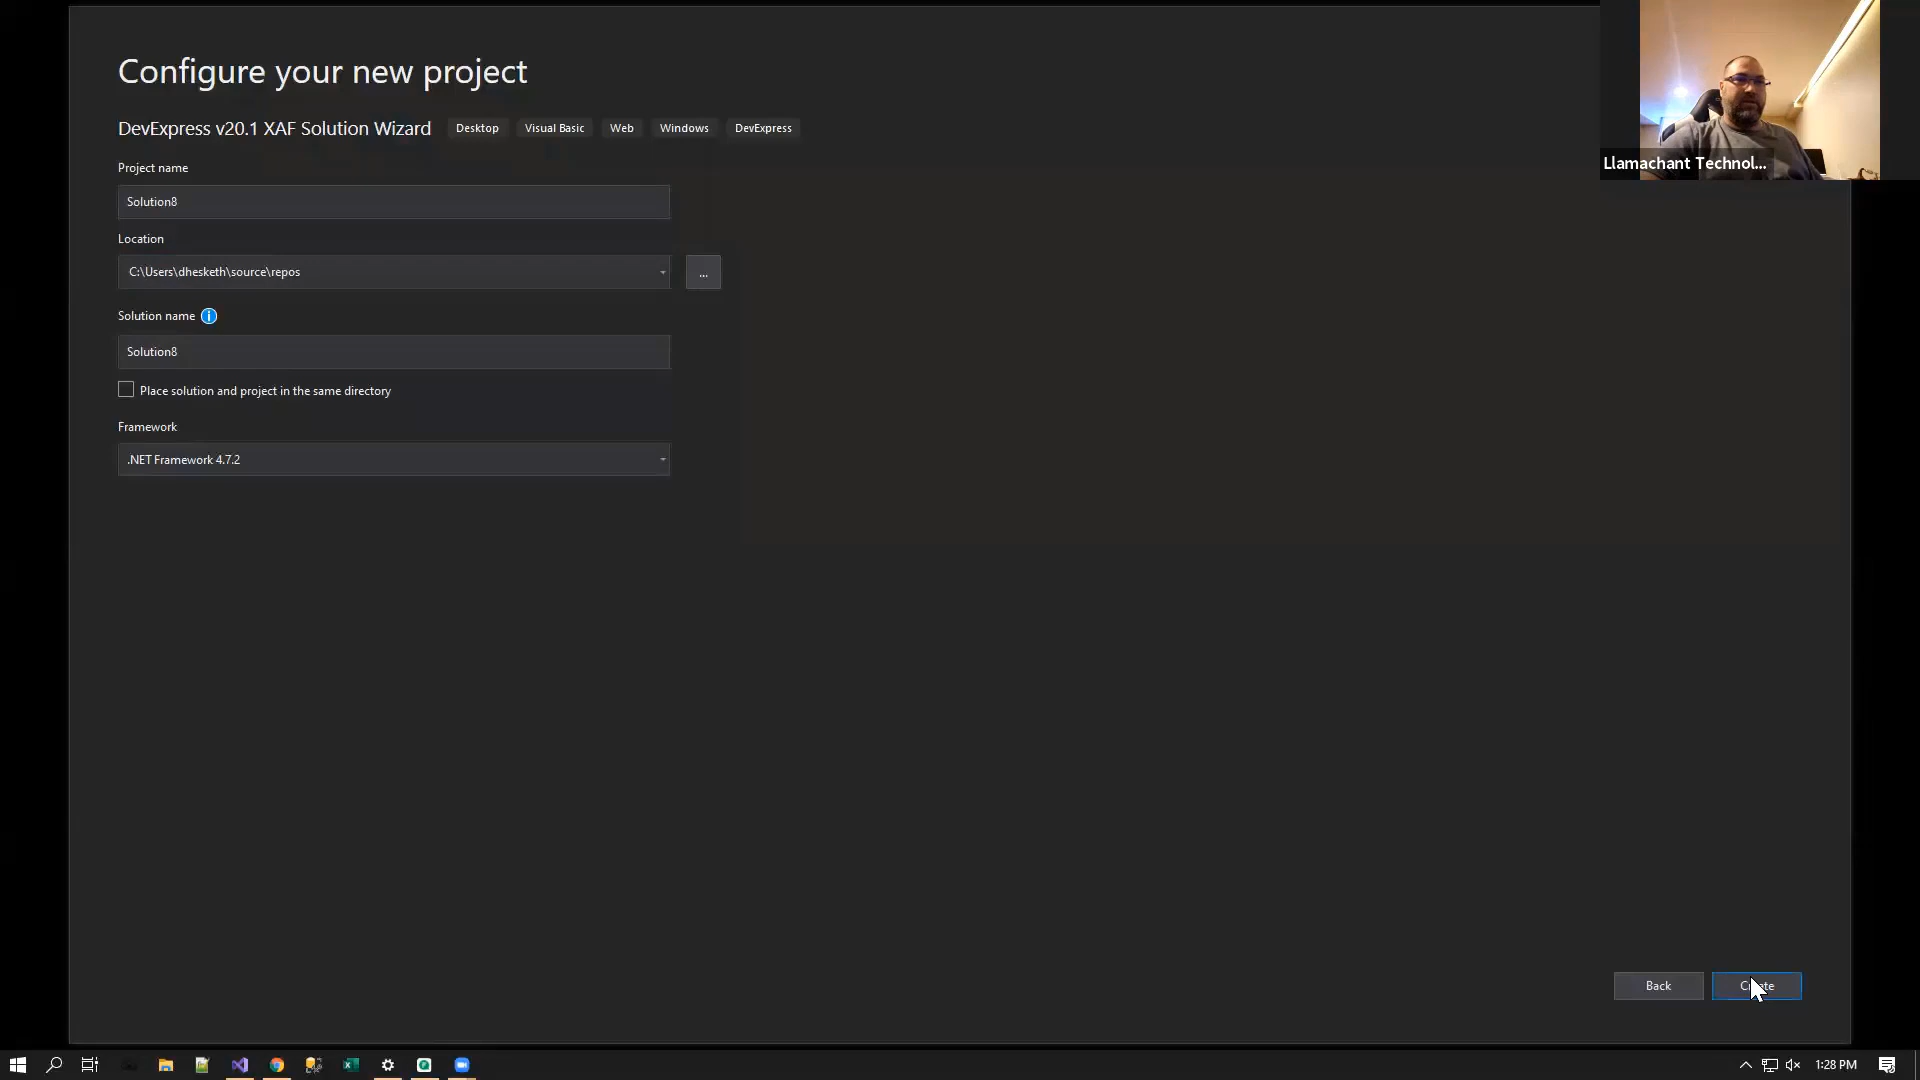 Configure your new project
DevExpress v20.1 XAF Solution Wizard Desktop Visual Basic Web Windows DevExpress
Project name
Solution8
Location
C:\Users\dhesketh\source\repos
...
Solution name
Solution8
Place solution and project in the same directory
Framework
.NET Framework 4.7.2
Llamachant Technol...
Back
1:28 PM